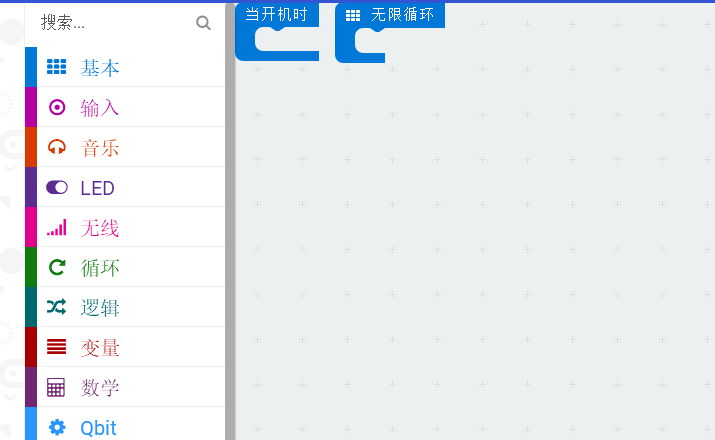 搜索...
当开机时
无限循环
基本
输入
音乐
LED
无线
循环
逻辑
变量
数学
Qbit